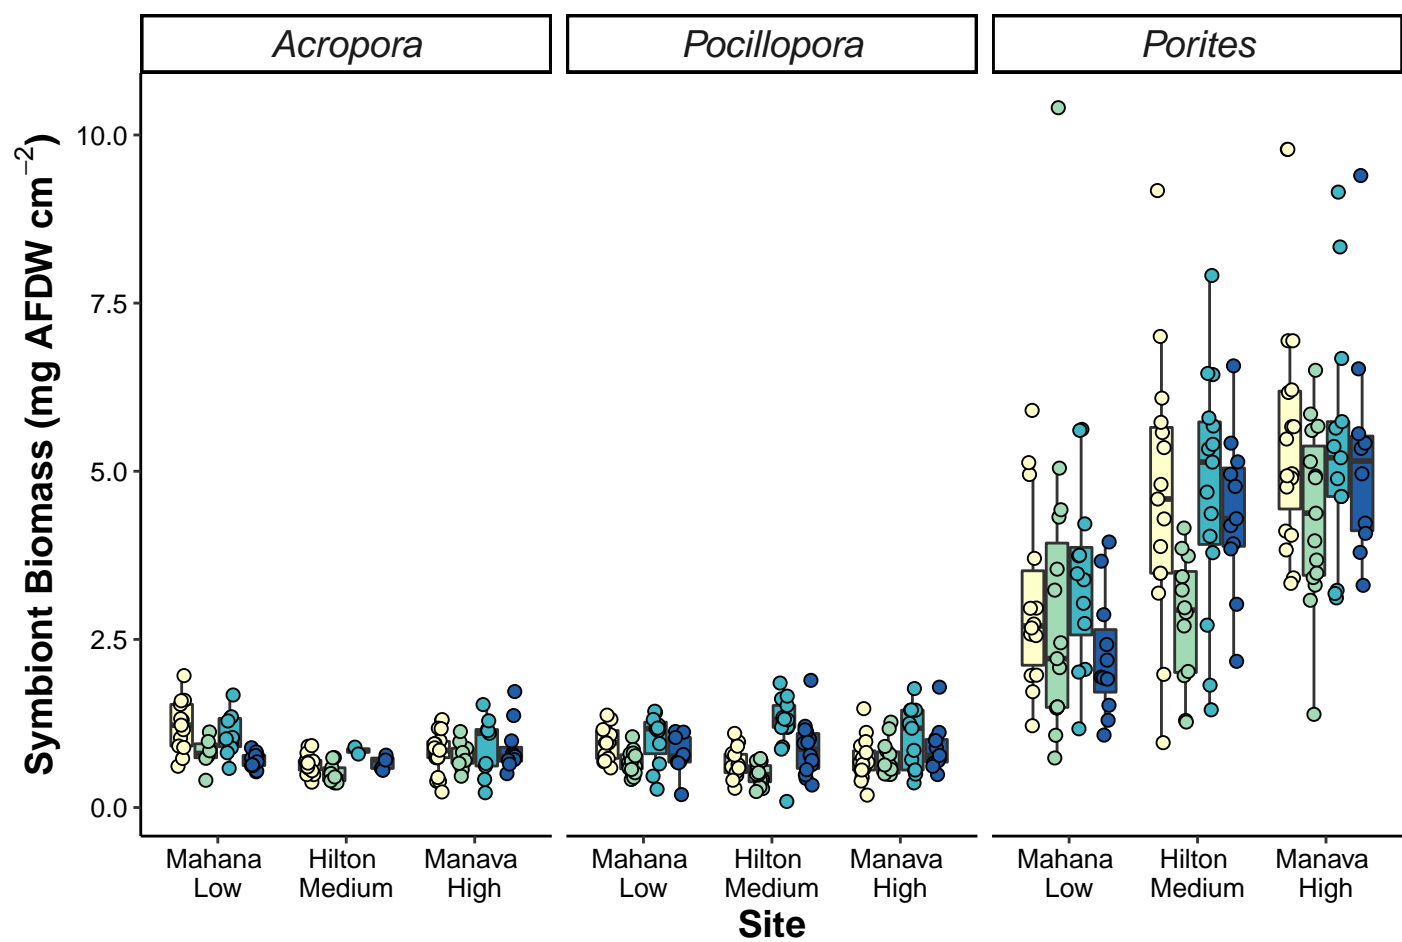 Acropora
Pocillopora
Porites
Symbiont Biomass (mg AFDW cm⁻²)
10.0
7.5
5.0
2.5
0.0
Mahana Low
Hilton Medium
Manava High
Mahana Low
Hilton Medium
Manava High
Mahana Low
Hilton Medium
Manava High
Site